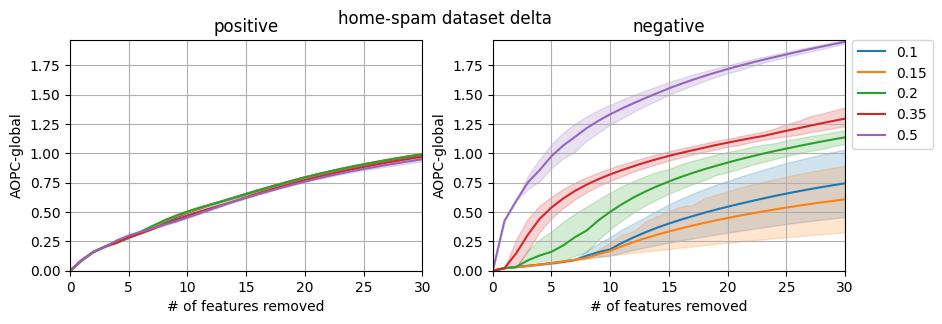 home-spam dataset delta
positive
AOPC-global
1.75
1.50
1.25
1.00
0.75
0.50
0.25
0.00
0 5 10 15 20 25 30
# of features removed
negative
AOPC-global
1.75
1.50
1.25
1.00
0.75
0.50
0.25
0.00
0 5 10 15 20 25 30
# of features removed
0.1
0.15
0.2
0.35
0.5